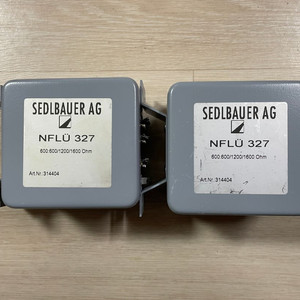 SEDLBAUER AG
NFLÜ 327
600:600/1200/1600 Ohm
Art.Nr.:314404
SEDLBAUER AG
NFLÜ 327
600:600/1200/1600 Ohm
Art.Nr.:314404